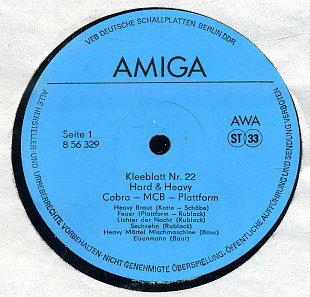 VEB DEUTSCHE SCHALLPLATTEN BERLIN DDR
AMIGA
Seite 1
8 56 329
AWA
ST 33
Kleeblatt Nr. 22
Hard & Heavy
Cobra – MCB – Plattform
Heavy Braut (Kotte – Schöbe)
Feuer (Plattform – Rublack)
Lichter der Nacht (Rublack)
Sechzehn (Rublack)
Heavy Mörtel Mischmaschine (Baur)
Eisenmann (Baur)
ALLE HERSTELLER- UND URHEBERRECHTE VORBEHALTEN · NICHT GENEHMIGTE ÜBERSPIELUNG, ÖFFENTLICHE AUFFÜHRUNG UND SENDUNG VERBOTEN